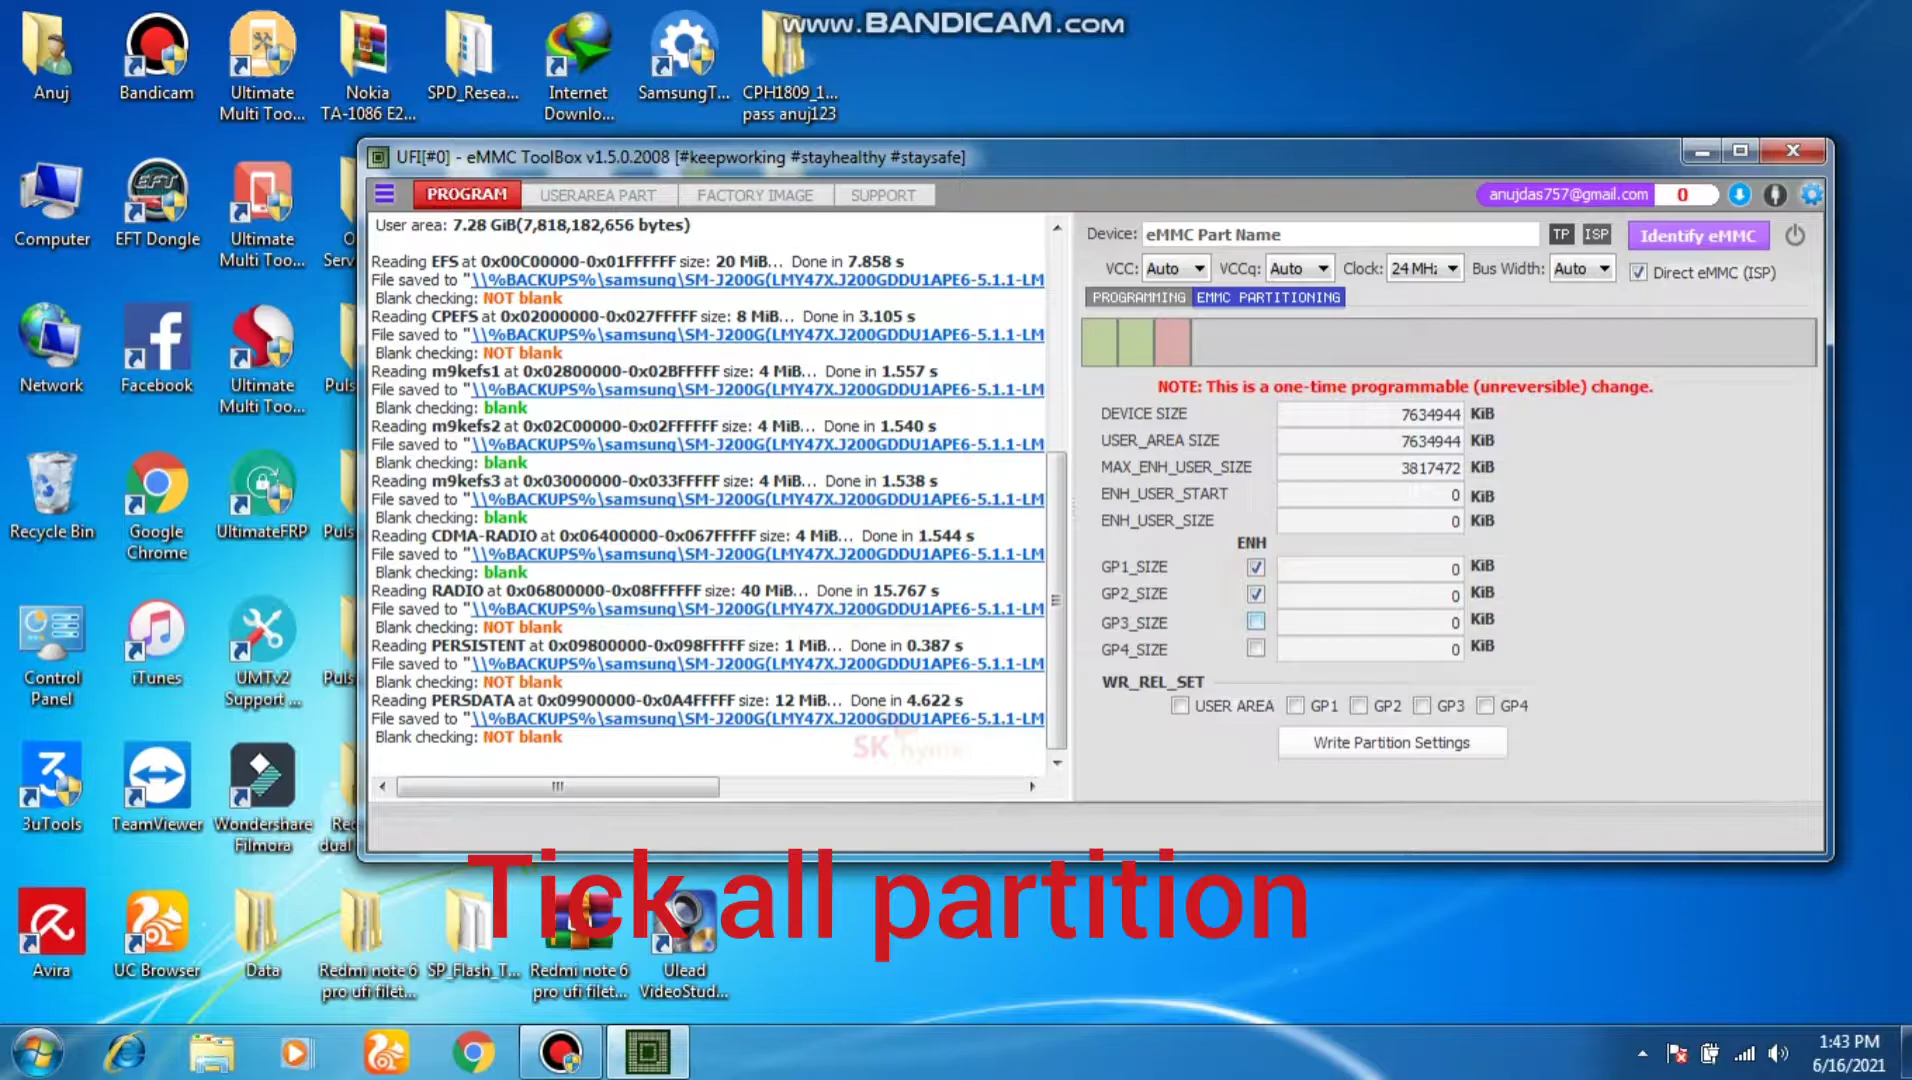 www.BANDICAM.com
Anuj
Bandicam
Ultimate
Multi Too...
Nokia
TA-1086 E2...
SPD_Resea...
Internet
Downlo...
SamsungT...
CPH1809_1...
pass anuj123
Computer
EFT Dongle
Ultimate
Multi Too...
Network
Facebook
Ultimate
Multi Too...
Recycle Bin
Google
Chrome
UltimateFRP
Control
Panel
iTunes
UMTv2
Support ...
3uTools
TeamViewer
Wondershare
Filmora
Avira
UC Browser
Data
Redmi note 6
pro ufi filet...
SP_Flash_T...
Redmi note 6
pro ufi filet...
Ulead
VideoStud...
UFI[#0] - eMMC ToolBox v1.5.0.2008 [#keepworking #stayhealthy #staysafe]
PROGRAM USERAREA PART FACTORY IMAGE SUPPORT
anujdas757@gmail.com 0
User area: 7.28 GiB(7,818,182,656 bytes)
Reading EFS at 0x00C00000-0x01FFFFFF size: 20 MiB... Done in 7.858 s
File saved to "\\%BACKUPS%\samsung\SM-J200G(LMY47X.J200GDDU1APE6-5.1.1-LM
Blank checking: NOT blank
Reading CPEFS at 0x02000000-0x027FFFFF size: 8 MiB... Done in 3.105 s
File saved to "\\%BACKUPS%\samsung\SM-J200G(LMY47X.J200GDDU1APE6-5.1.1-LM
Blank checking: NOT blank
Reading m9kefs1 at 0x02800000-0x02BFFFFF size: 4 MiB... Done in 1.557 s
File saved to "\\%BACKUPS%\samsung\SM-J200G(LMY47X.J200GDDU1APE6-5.1.1-LM
Blank checking: blank
Reading m9kefs2 at 0x02C00000-0x02FFFFFF size: 4 MiB... Done in 1.540 s
File saved to "\\%BACKUPS%\samsung\SM-J200G(LMY47X.J200GDDU1APE6-5.1.1-LM
Blank checking: blank
Reading m9kefs3 at 0x03000000-0x033FFFFF size: 4 MiB... Done in 1.538 s
File saved to "\\%BACKUPS%\samsung\SM-J200G(LMY47X.J200GDDU1APE6-5.1.1-LM
Blank checking: blank
Reading CDMA-RADIO at 0x06400000-0x067FFFFF size: 4 MiB... Done in 1.544 s
File saved to "\\%BACKUPS%\samsung\SM-J200G(LMY47X.J200GDDU1APE6-5.1.1-LM
Blank checking: blank
Reading RADIO at 0x06800000-0x08FFFFFF size: 40 MiB... Done in 15.767 s
File saved to "\\%BACKUPS%\samsung\SM-J200G(LMY47X.J200GDDU1APE6-5.1.1-LM
Blank checking: NOT blank
Reading PERSISTENT at 0x09800000-0x098FFFFF size: 1 MiB... Done in 0.387 s
File saved to "\\%BACKUPS%\samsung\SM-J200G(LMY47X.J200GDDU1APE6-5.1.1-LM
Blank checking: NOT blank
Reading PERSDATA at 0x09900000-0x0A4FFFFF size: 12 MiB... Done in 4.622 s
File saved to "\\%BACKUPS%\samsung\SM-J200G(LMY47X.J200GDDU1APE6-5.1.1-LM
Blank checking: NOT blank
SK
Device: eMMC Part Name TP ISP Identify eMMC
VCC: Auto VCCq: Auto Clock: 24 MHz Bus Width: Auto Direct eMMC (ISP)
PROGRAMMING EMMC PARTITIONING
NOTE: This is a one-time programmable (unreversible) change.
DEVICE SIZE 7634944 KiB
USER_AREA SIZE 7634944 KiB
MAX_ENH_USER_SIZE 3817472 KiB
ENH_USER_START 0 KiB
ENH_USER_SIZE 0 KiB
ENH
GP1_SIZE 0 KiB
GP2_SIZE 0 KiB
GP3_SIZE 0 KiB
GP4_SIZE 0 KiB
WR_REL_SET
USER AREA GP1 GP2 GP3 GP4
Write Partition Settings
Tick all partition
1:43 PM
6/16/2021